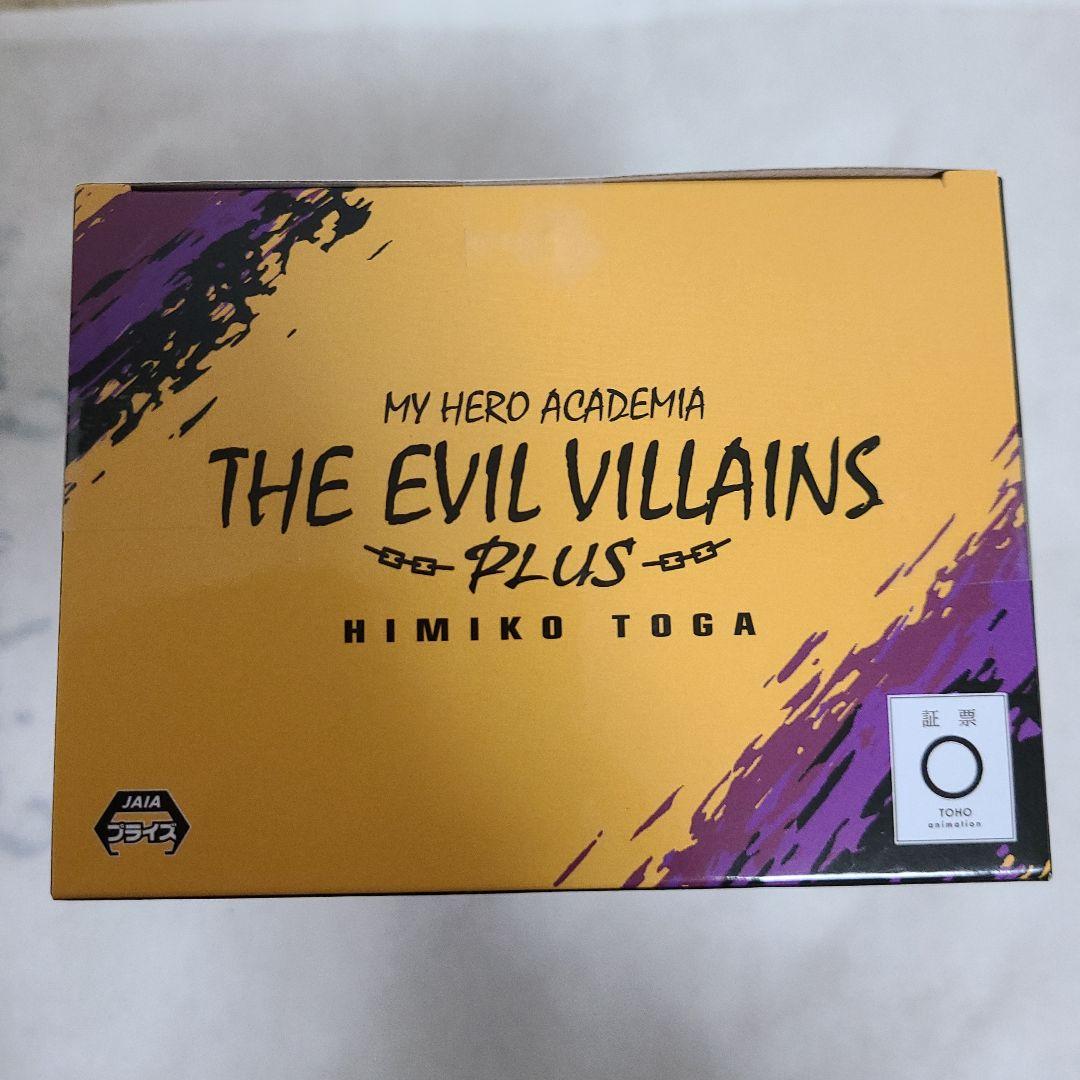 MY HERO ACADEMIA
THE EVIL VILLAINS
PLUS
HIMIKO TOGA
証票
TOHO
animation
JAIA
プライズ